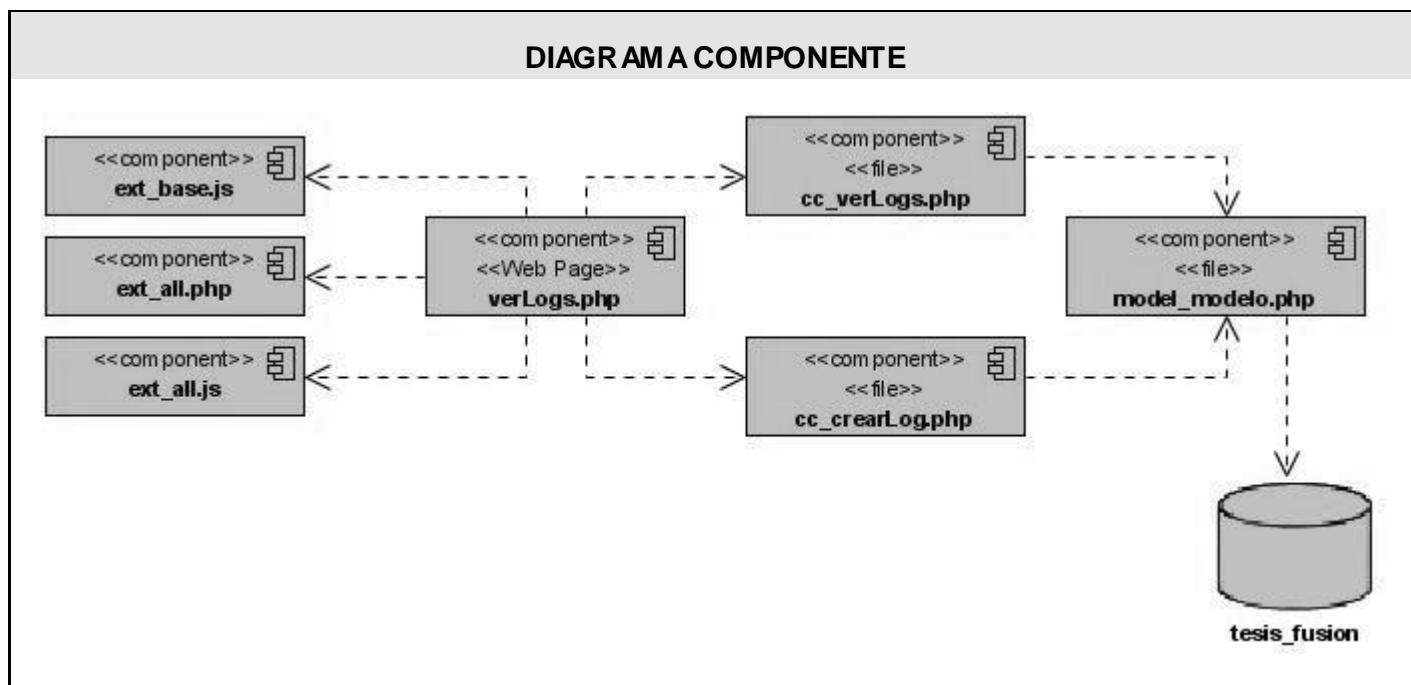 DIAGRAMA COMPONENTE
<<component>>
ext_base.js
<<component>>
ext_all.php
<<component>>
ext_all.js
<<component>>
<<Web Page>>
verLogs.php
<<component>>
<<file>>
cc_verLogs.php
<<component>>
<<file>>
cc_crearLog.php
<<component>>
<<file>>
model_modelo.php
tesis_fusion